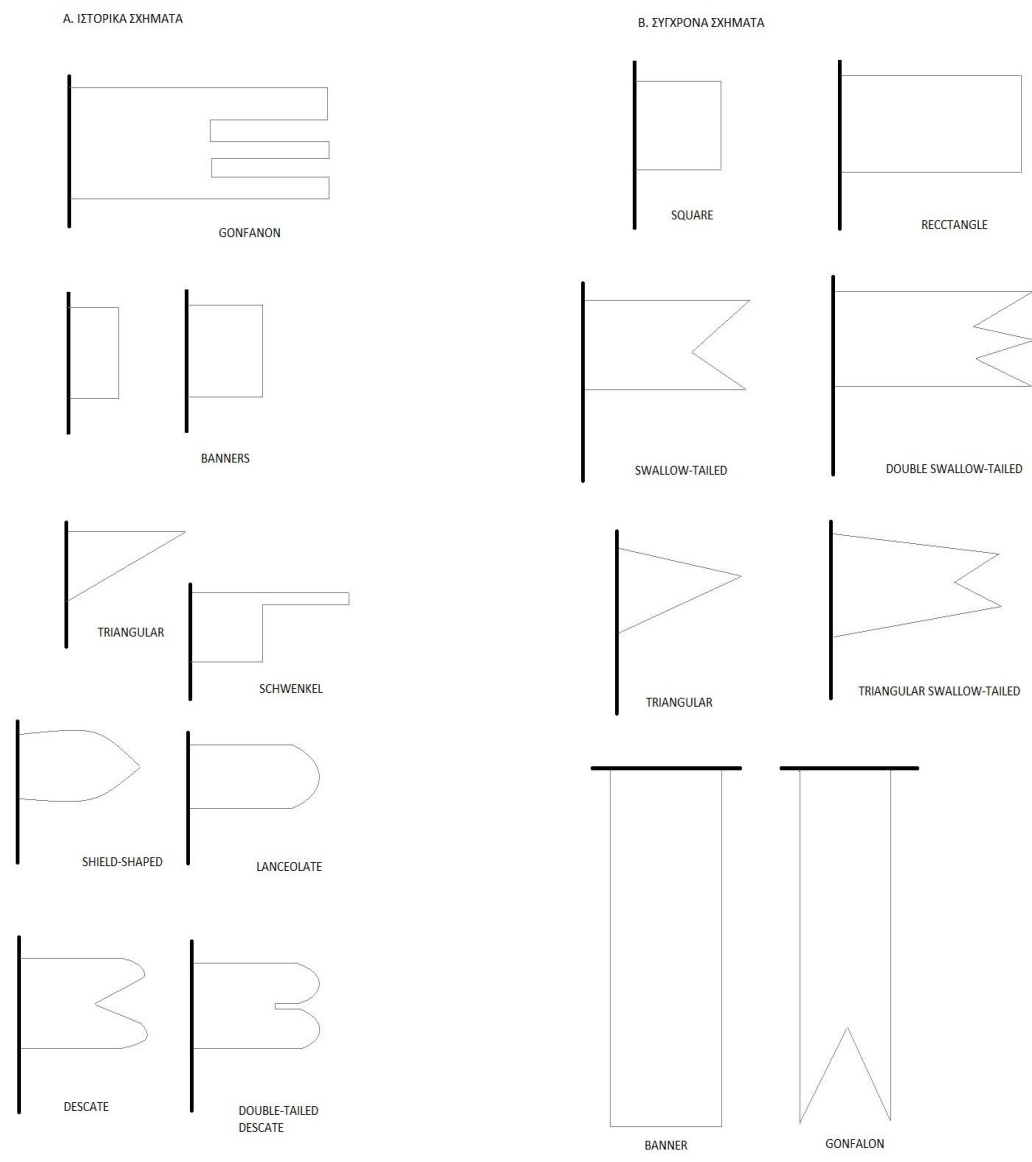 Α. ΙΣΤΟΡΙΚΑ ΣΧΗΜΑΤΑ
GONFANON
BANNERS
TRIANGULAR
SCHWENKEL
SHIELD-SHAPED
LANCEOLATE
DESCATE
DOUBLE-TAILED
DESCATE
Β. ΣΥΓΧΡΟΝΑ ΣΧΗΜΑΤΑ
SQUARE
RECCTANGLE
SWALLOW-TAILED
DOUBLE SWALLOW-TAILED
TRIANGULAR
TRIANGULAR SWALLOW-TAILED
BANNER
GONFALON